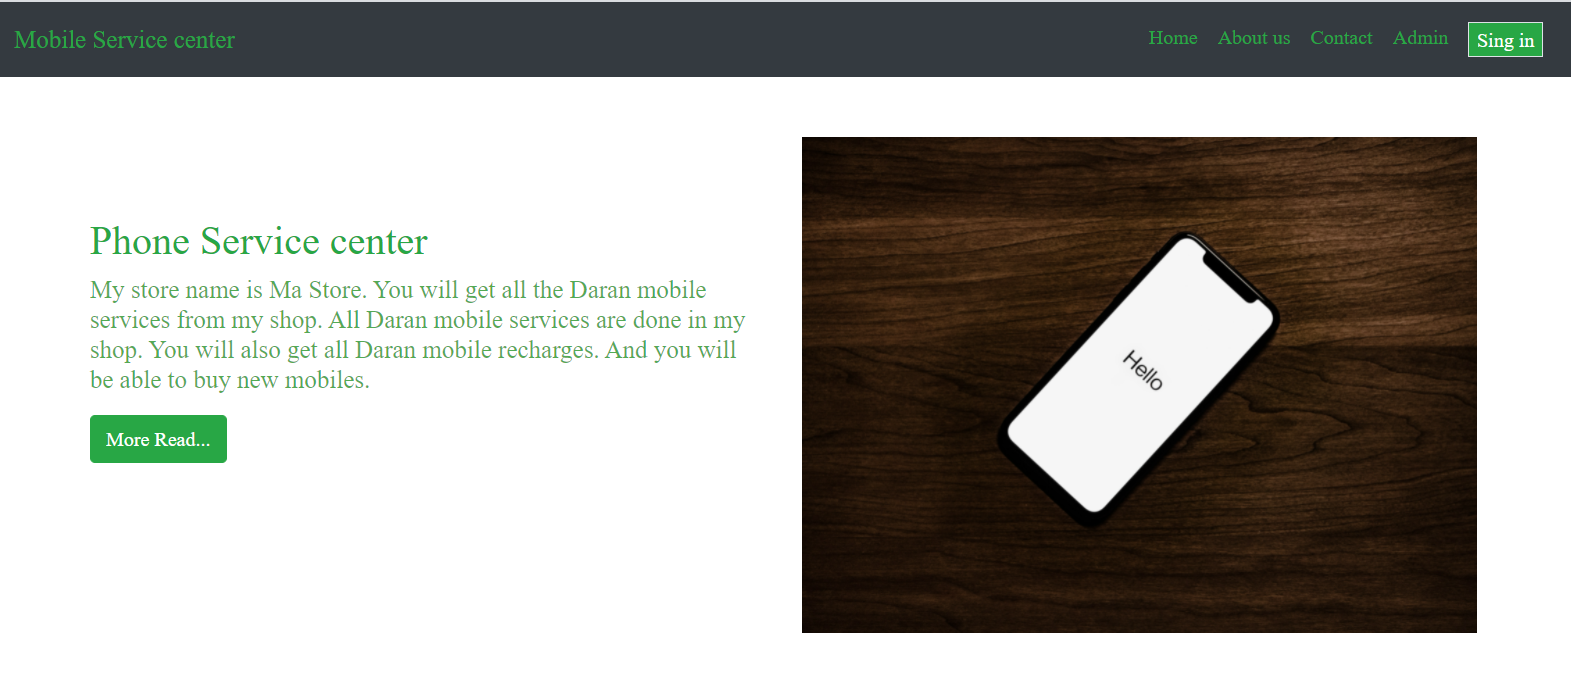 Mobile Service center
Home About us Contact Admin Sing in
Phone Service center
My store name is Ma Store. You will get all the Daran mobile
services from my shop. All Daran mobile services are done in my
shop. You will also get all Daran mobile recharges. And you will
be able to buy new mobiles.
More Read...
Hello